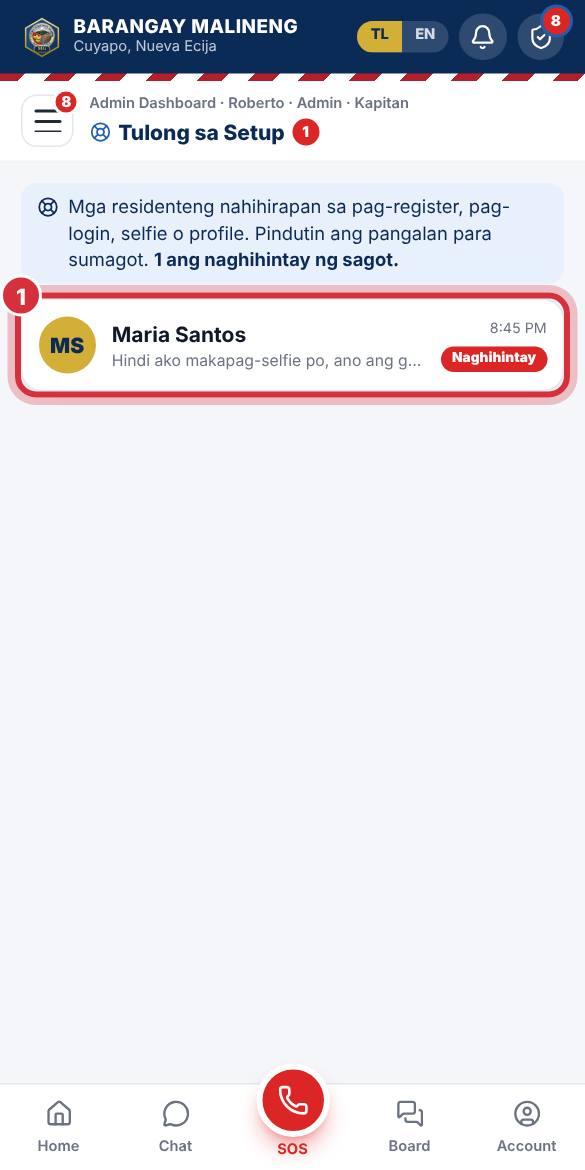 BARANGAY MALINENG
Cuyapo, Nueva Ecija
TL EN
8
8
Admin Dashboard · Roberto · Admin · Kapitan
Tulong sa Setup 1
Mga residenteng nahihirapan sa pag-register, pag-
login, selfie o profile. Pindutin ang pangalan para
sumagot. 1 ang naghihintay ng sagot.
1
MS
Maria Santos
8:45 PM
Hindi ako makapag-selfie po, ano ang g...
Naghihintay
Home
Chat
SOS
Board
Account